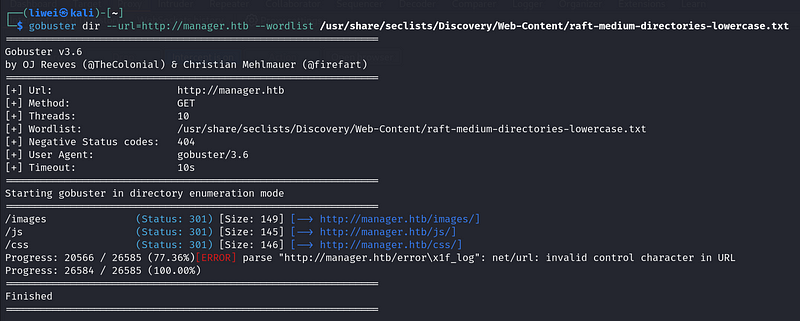 ┌──(liwei㉿kali)-[~]
└─$ gobuster dir --url=http://manager.htb --wordlist /usr/share/seclists/Discovery/Web-Content/raft-medium-directories-lowercase.txt
===============================================================
Gobuster v3.6
by OJ Reeves (@TheColonial) & Christian Mehlmauer (@firefart)
===============================================================
[+] Url:                     http://manager.htb
[+] Method:                  GET
[+] Threads:                 10
[+] Wordlist:                /usr/share/seclists/Discovery/Web-Content/raft-medium-directories-lowercase.txt
[+] Negative Status codes:   404
[+] User Agent:              gobuster/3.6
[+] Timeout:                 10s
===============================================================
Starting gobuster in directory enumeration mode
===============================================================
/images               (Status: 301) [Size: 149] [--> http://manager.htb/images/]
/js                   (Status: 301) [Size: 145] [--> http://manager.htb/js/]
/css                  (Status: 301) [Size: 146] [--> http://manager.htb/css/]
Progress: 20566 / 26585 (77.36%)[ERROR] parse "http://manager.htb/error\x1f_log": net/url: invalid control character in URL
Progress: 26584 / 26585 (100.00%)
===============================================================
Finished
===============================================================